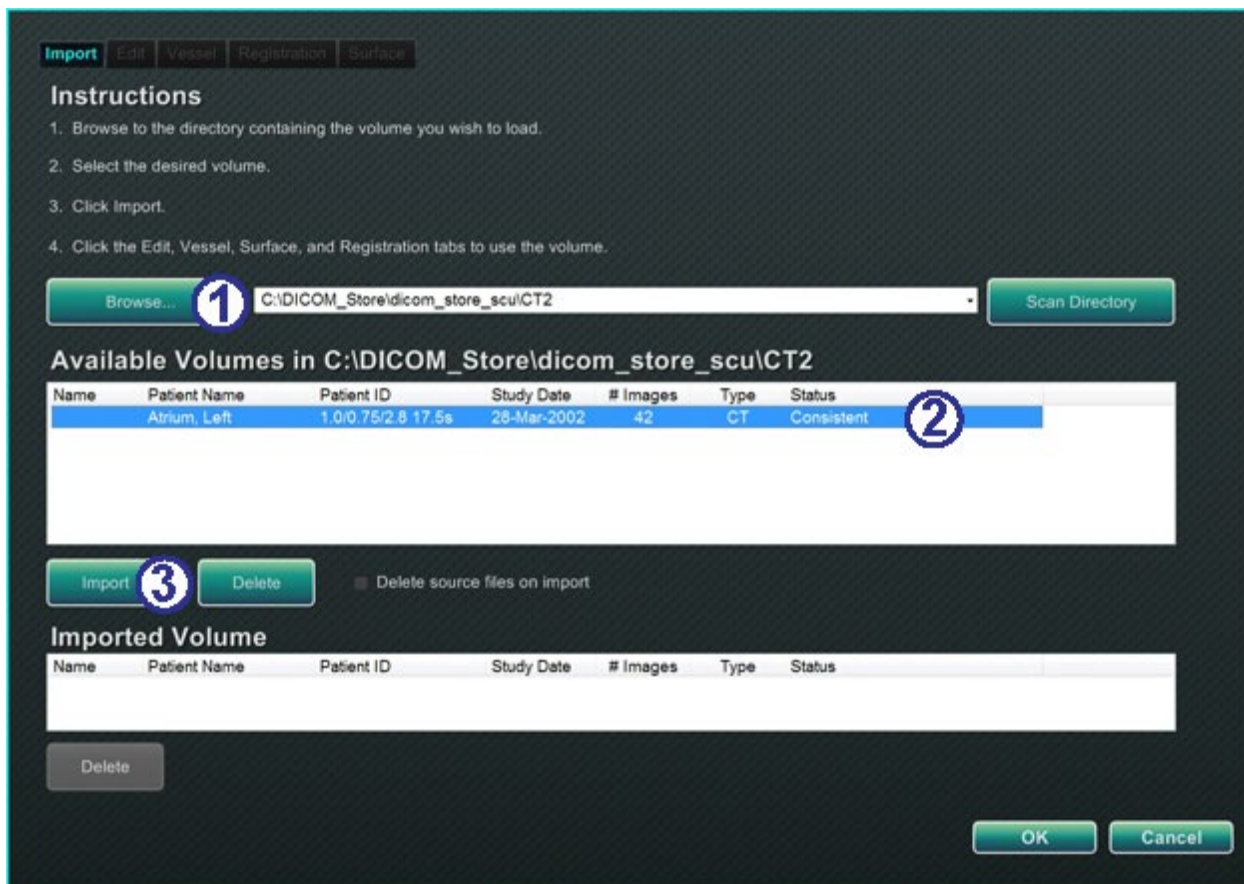 Import Edit Vessel Registration Surface
Instructions
1. Browse to the directory containing the volume you wish to load.
2. Select the desired volume.
3. Click Import.
4. Click the Edit, Vessel, Surface, and Registration tabs to use the volume.
Browse... 1 C:\DICOM_Store\dicom_store_scu\CT2 Scan Directory
Available Volumes in C:\DICOM_Store\dicom_store_scu\CT2
Name Patient Name Patient ID Study Date # Images Type Status
Atrium, Left 1.0/0.75/2.8 17.5s 28-Mar-2002 42 CT Consistent 2
Import 3 Delete Delete source files on import
Imported Volume
Name Patient Name Patient ID Study Date # Images Type Status
Delete
OK Cancel